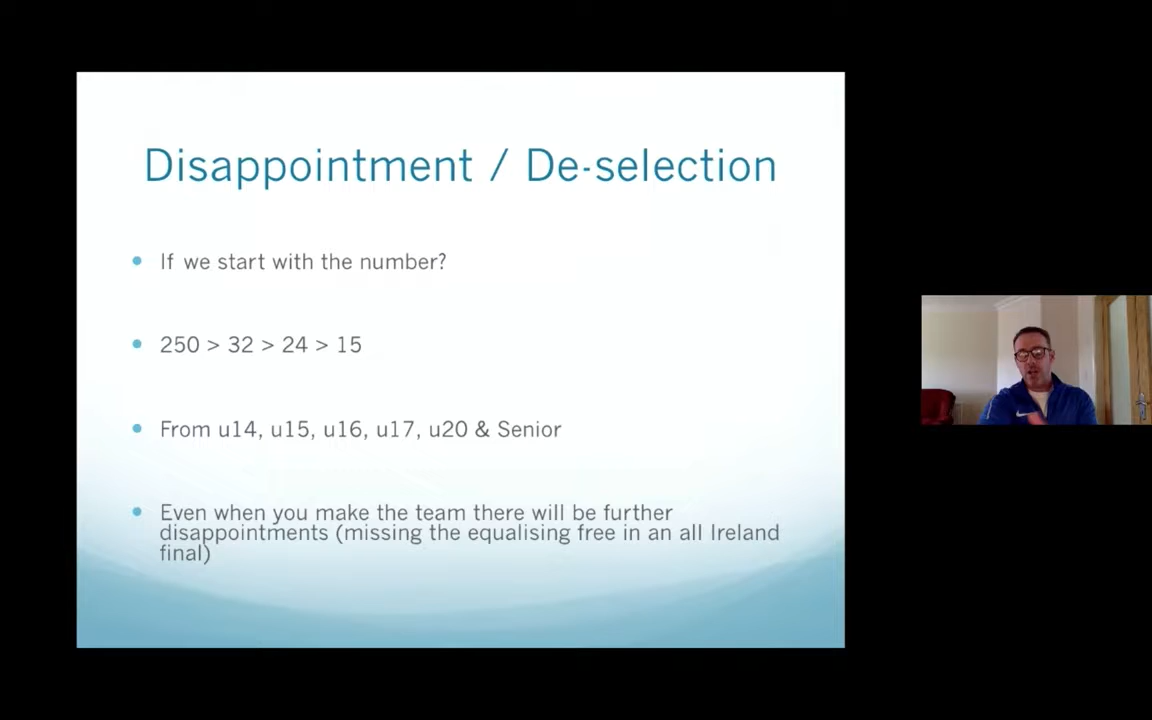 Disappointment / De-selection
If we start with the number?
250 > 32 > 24 > 15
From u14, u15, u16, u17, u20 & Senior
Even when you make the team there will be further
disappointments (missing the equalising free in an all Ireland
final)